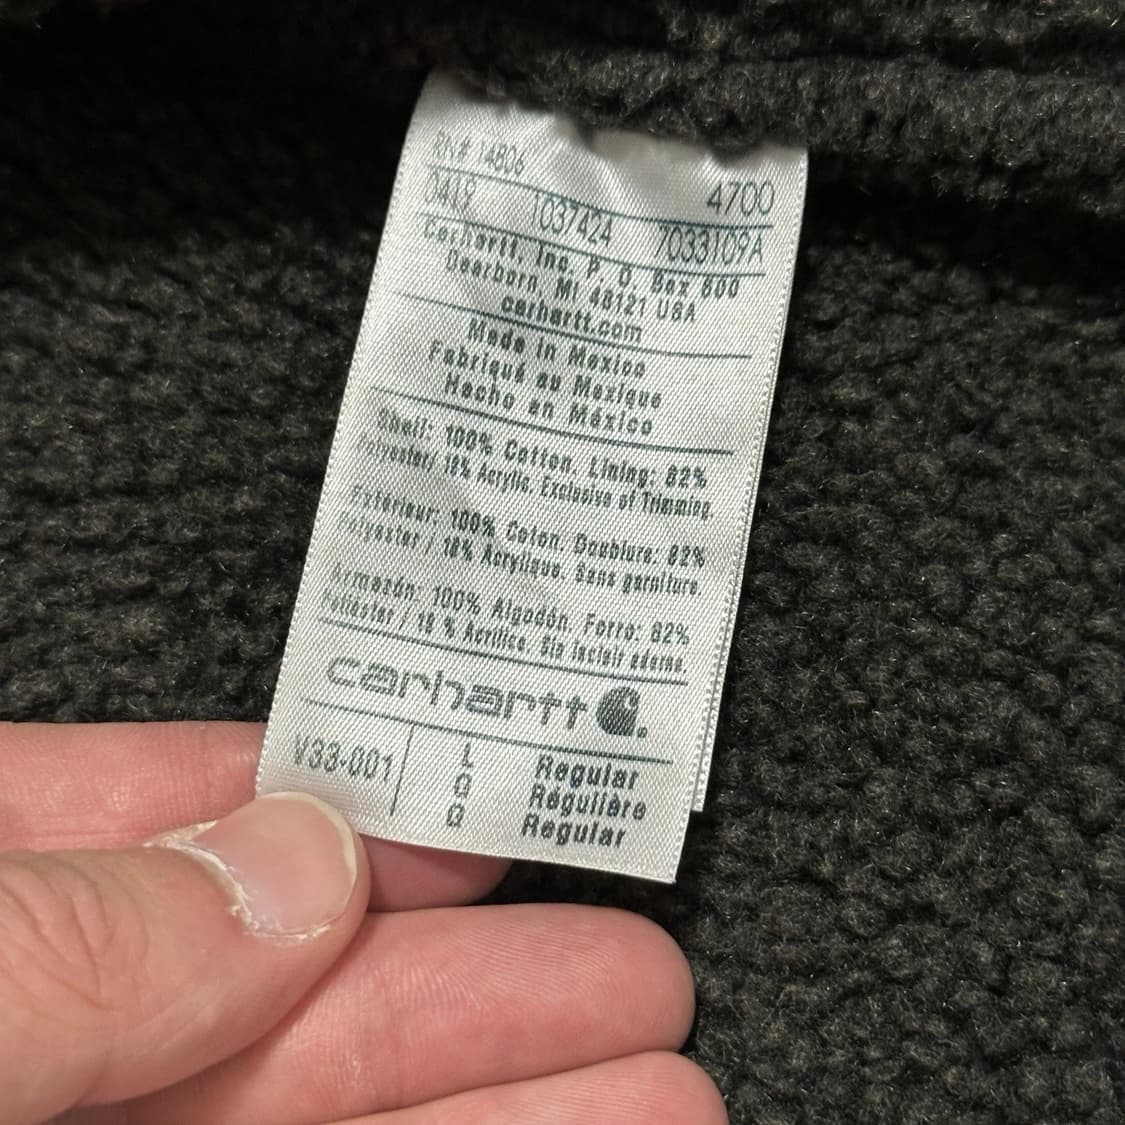 RN# 14806 4700
0419 1037424 7033109A
Carhartt, Inc. P. O. Box 600
Dearborn, MI 48121 USA
carhartt.com
Made in Mexico
Fabriqué au Mexique
Hecho en México
Shell: 100% Cotton. Lining: 82%
Polyester/ 18% Acrylic. Exclusive of Trimming.
Extérieur: 100% Coton. Doublure: 82%
Polyester / 18% Acrylique. Sans garniture.
Armazón: 100% Algodón. Forro: 82%
Poliéster / 18 % Acrílico. Sin incluir adorno.
carhartt
V33-001 L Regular
G Régulière
G Regular